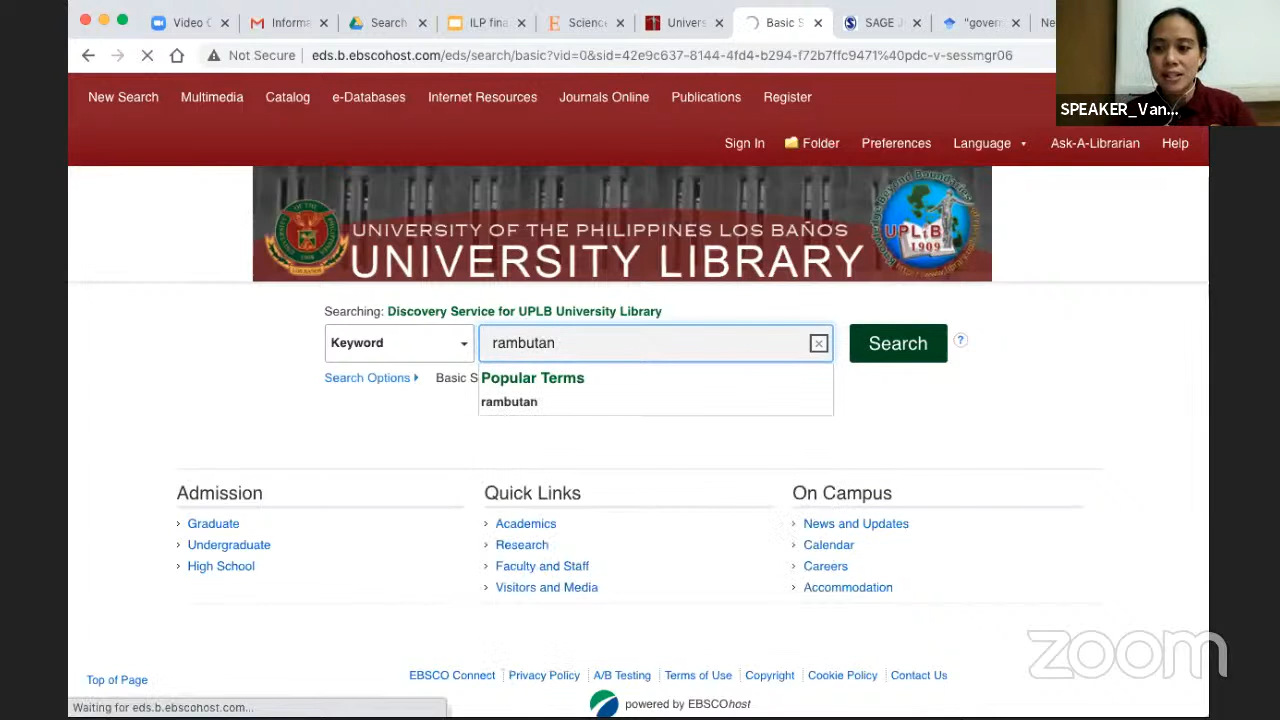 Video C
Informa
Search
ILP fina
Science
Univers
Basic S
SAGE J
"govern
Ne
Not Secure eds.b.ebscohost.com/eds/search/basic?vid=0&sid=42e9c637-8144-4fd4-b294-f72b7ffc9471%40pdc-v-sessmgr06
SPEAKER_Van...
New Search Multimedia Catalog e-Databases Internet Resources Journals Online Publications Register
Sign In Folder Preferences Language Ask-A-Librarian Help
UNIVERSITY OF THE PHILIPPINES LOS BAÑOS
UNIVERSITY LIBRARY
UPLB
1909
Searching: Discovery Service for UPLB University Library
Keyword rambutan Search ?
Search Options Basic S Popular Terms
rambutan
Admission
Graduate
Undergraduate
High School
Quick Links
Academics
Research
Faculty and Staff
Visitors and Media
On Campus
News and Updates
Calendar
Careers
Accommodation
zoom
Top of Page
EBSCO Connect Privacy Policy A/B Testing Terms of Use Copyright Cookie Policy Contact Us
powered by EBSCOhost
Waiting for eds.b.ebscohost.com...